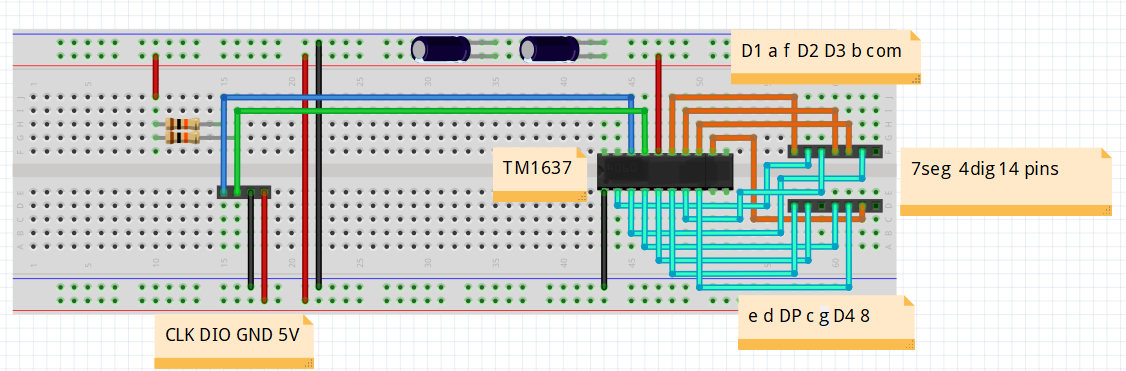 D1 a f D2 D3 b com
TM1637
7seg 4dig 14 pins
e d DP c g D4 8
CLK DIO GND 5V